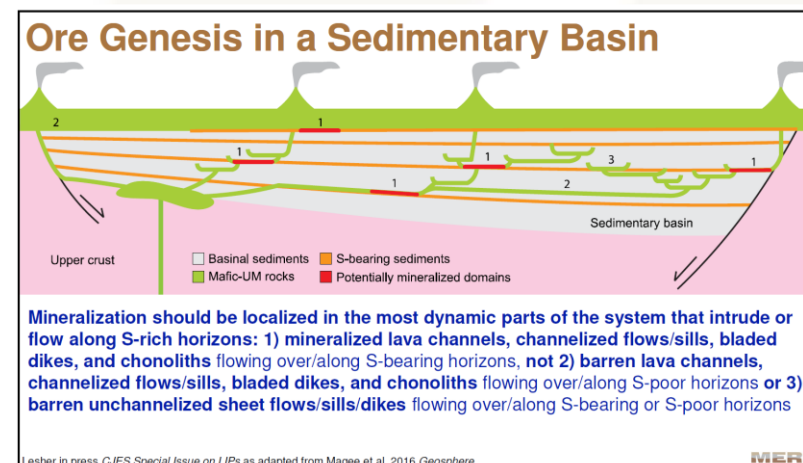 Ore Genesis in a Sedimentary Basin
2
1
1
1
3
1
1
2
Sedimentary basin
Upper crust
Basinal sediments
S-bearing sediments
Mafic-UM rocks
Potentially mineralized domains
Mineralization should be localized in the most dynamic parts of the system that intrude or
flow along S-rich horizons: 1) mineralized lava channels, channelized flows/sills, bladed
dikes, and chonoliths flowing over/along S-bearing horizons, not 2) barren lava channels,
channelized flows/sills, bladed dikes, and chonoliths flowing over/along S-poor horizons or 3)
barren unchannelized sheet flows/sills/dikes flowing over/along S-bearing or S-poor horizons
Lesher in press CJES Special Issue on LIPs as adapted from Magee et al. 2016 Geosphere
MER